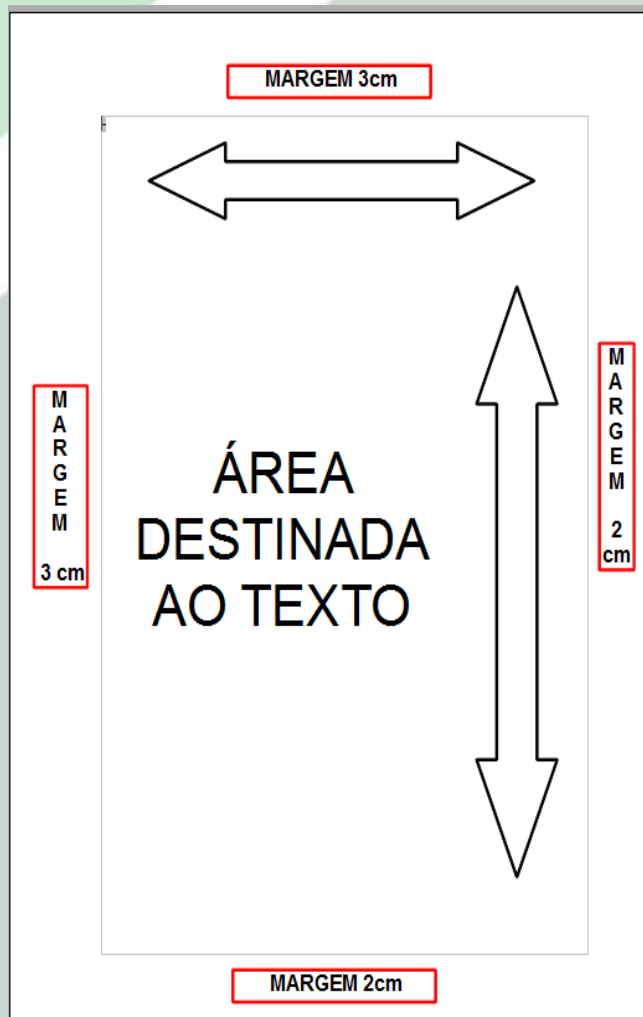 MARGEM 3cm
M
A
R
G
E
M
3 cm
ÁREA
DESTINADA
AO TEXTO
M
A
R
G
E
M
2
cm
MARGEM 2cm